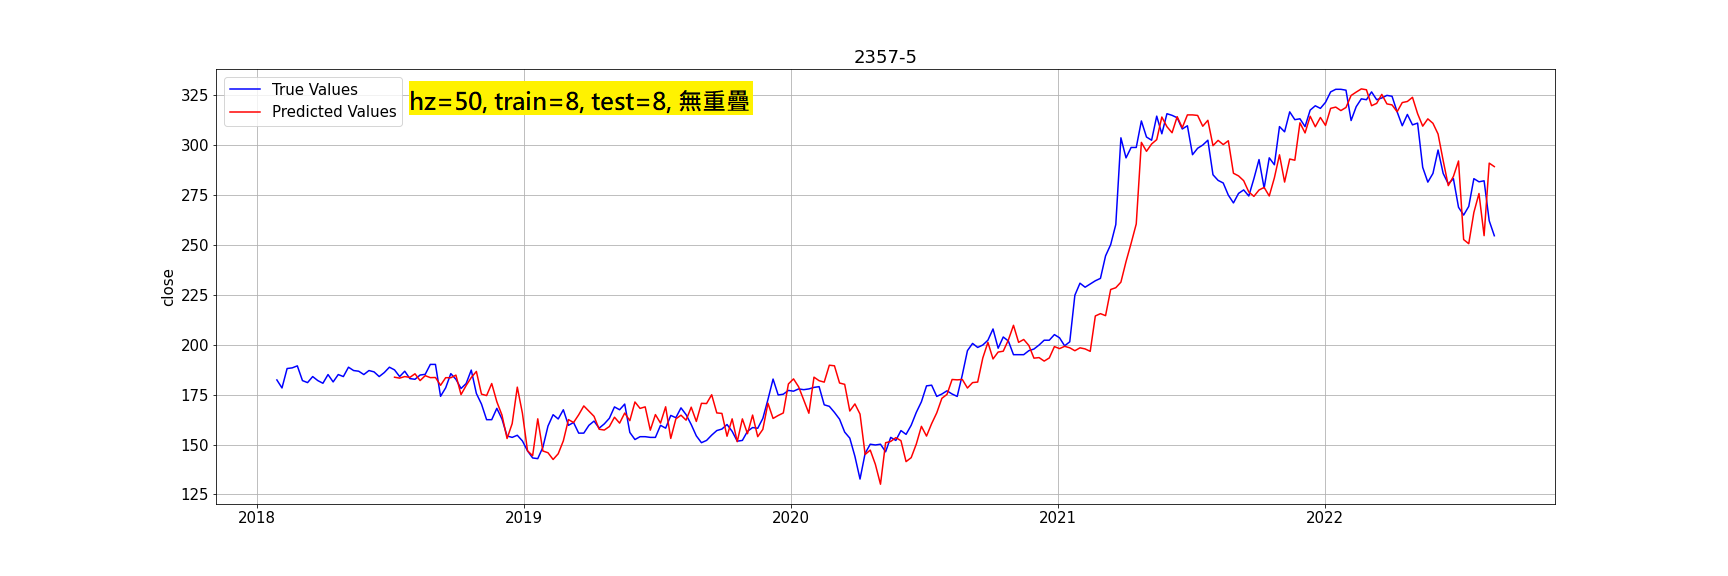 2357-5
True Values
Predicted Values
hz=50, train=8, test=8, 無重疊
close
325
300
275
250
225
200
175
150
125
2018 2019 2020 2021 2022